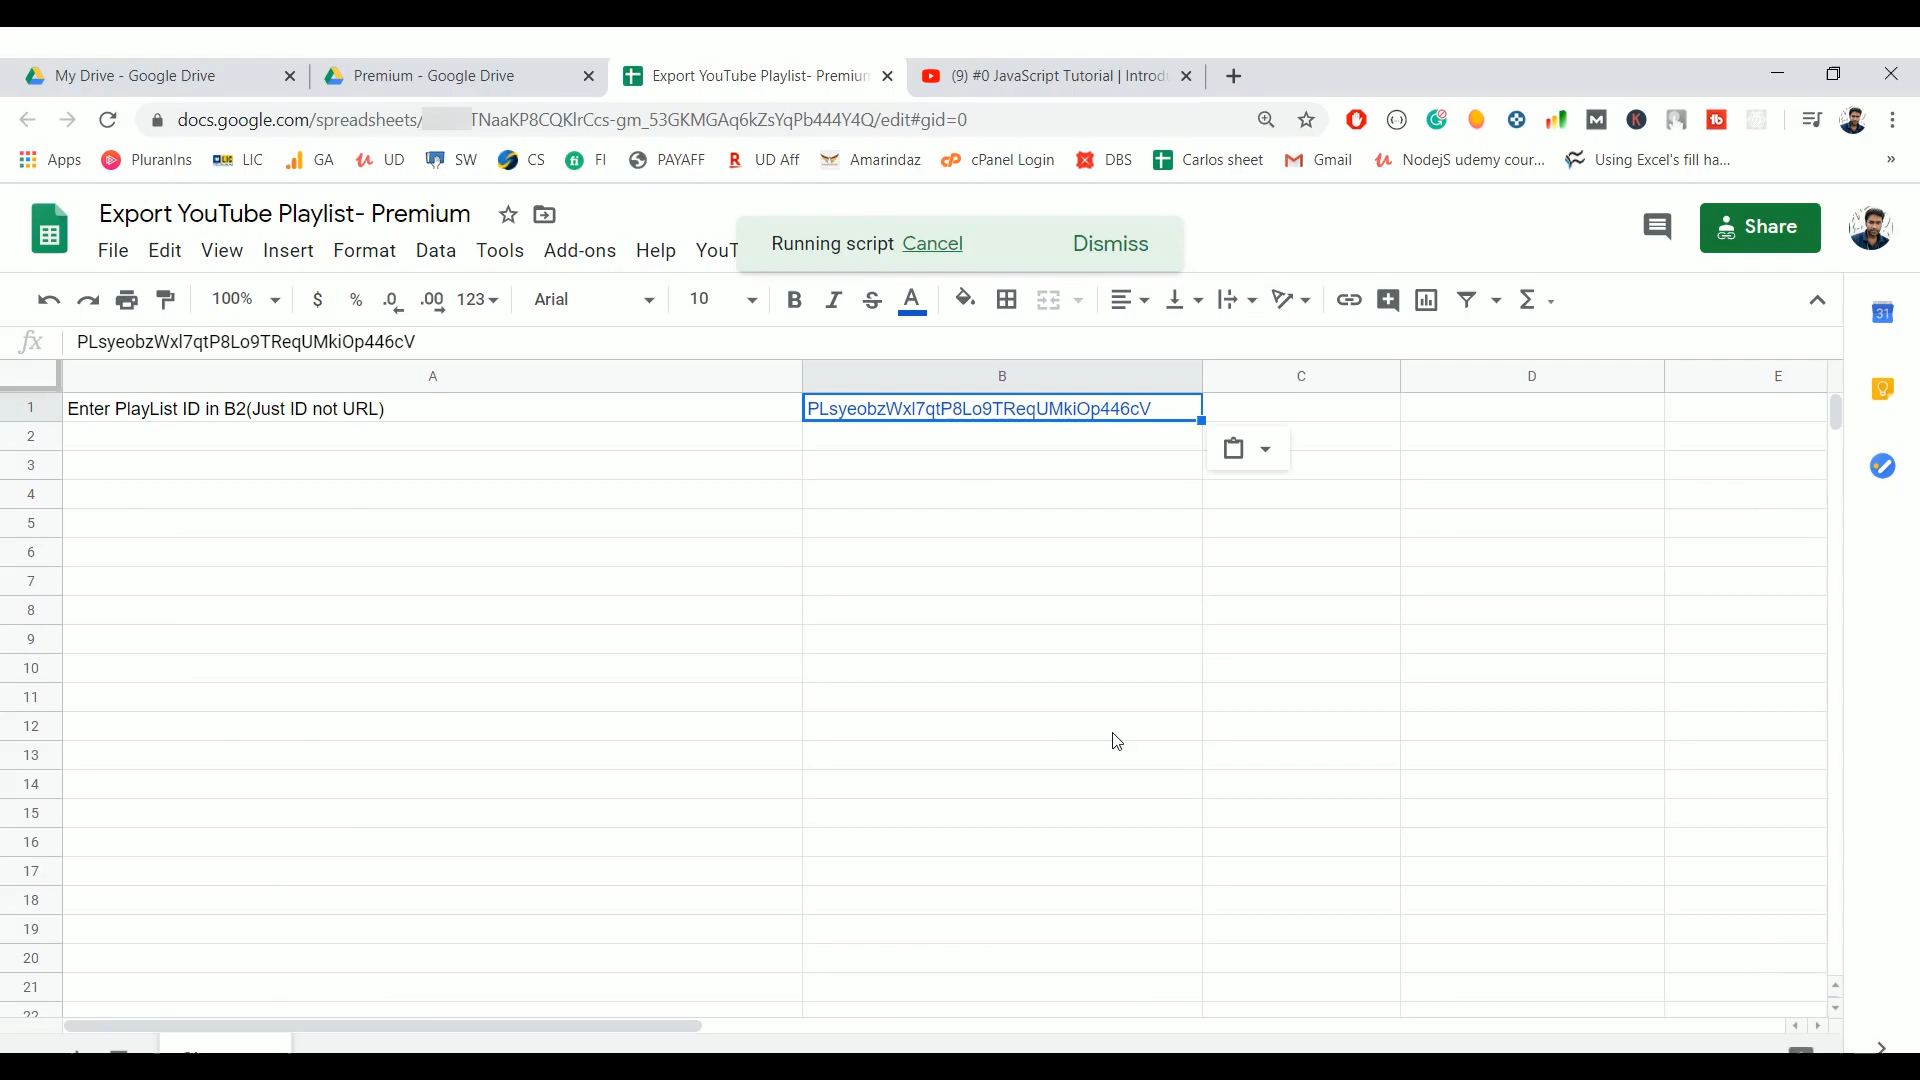 My Drive - Google Drive
Premium - Google Drive
Export YouTube Playlist- Premium
(9) #0 JavaScript Tutorial | Introdu
docs.google.com/spreadsheets/ TNaaKP8CQKlrCcs-gm_53GKMGAq6kZsYqPb444Y4Q/edit#gid=0
Apps PluranIns LIC GA UD SW CS FI PAYAFF UD Aff Amarindaz cPanel Login DBS Carlos sheet Gmail NodejS udemy cour... Using Excel's fill ha... »
Export YouTube Playlist- Premium
File Edit View Insert Format Data Tools Add-ons Help YouT
Running script Cancel Dismiss
Share
100% $ % .0 .00 123 Arial 10 B I S A Σ
31
fx PLsyeobzWxl7qtP8Lo9TReqUMkiOp446cV
A B C D E
1 Enter PlayList ID in B2(Just ID not URL) PLsyeobzWxl7qtP8Lo9TReqUMkiOp446cV
2
3
4
5
6
7
8
9
10
11
12
13
14
15
16
17
18
19
20
21
22